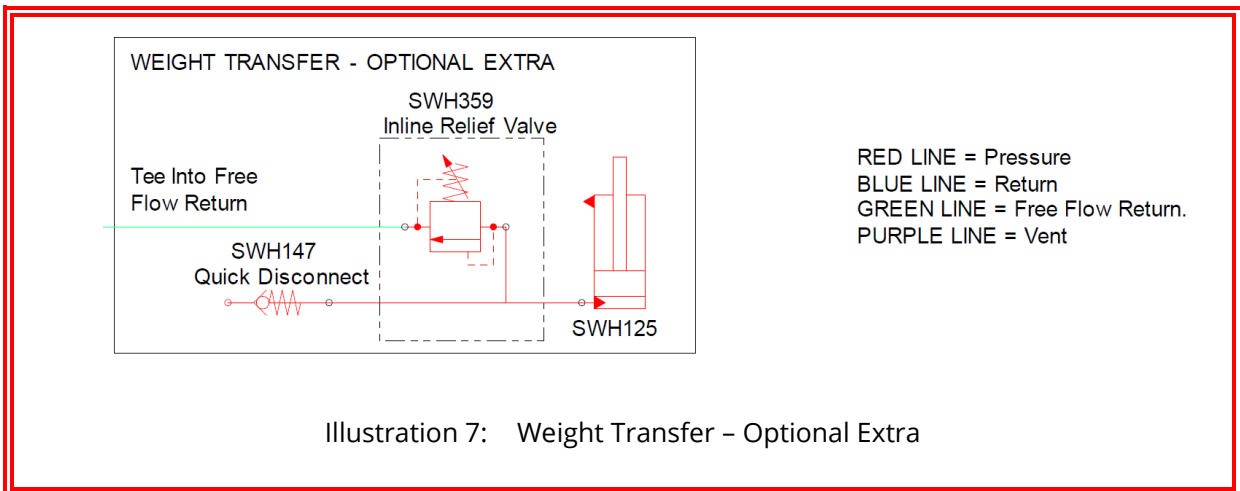 WEIGHT TRANSFER - OPTIONAL EXTRA
SWH359
Inline Relief Valve
Tee Into Free
Flow Return
SWH147
Quick Disconnect
SWH125
RED LINE = Pressure
BLUE LINE = Return
GREEN LINE = Free Flow Return.
PURPLE LINE = Vent
Illustration 7: Weight Transfer – Optional Extra